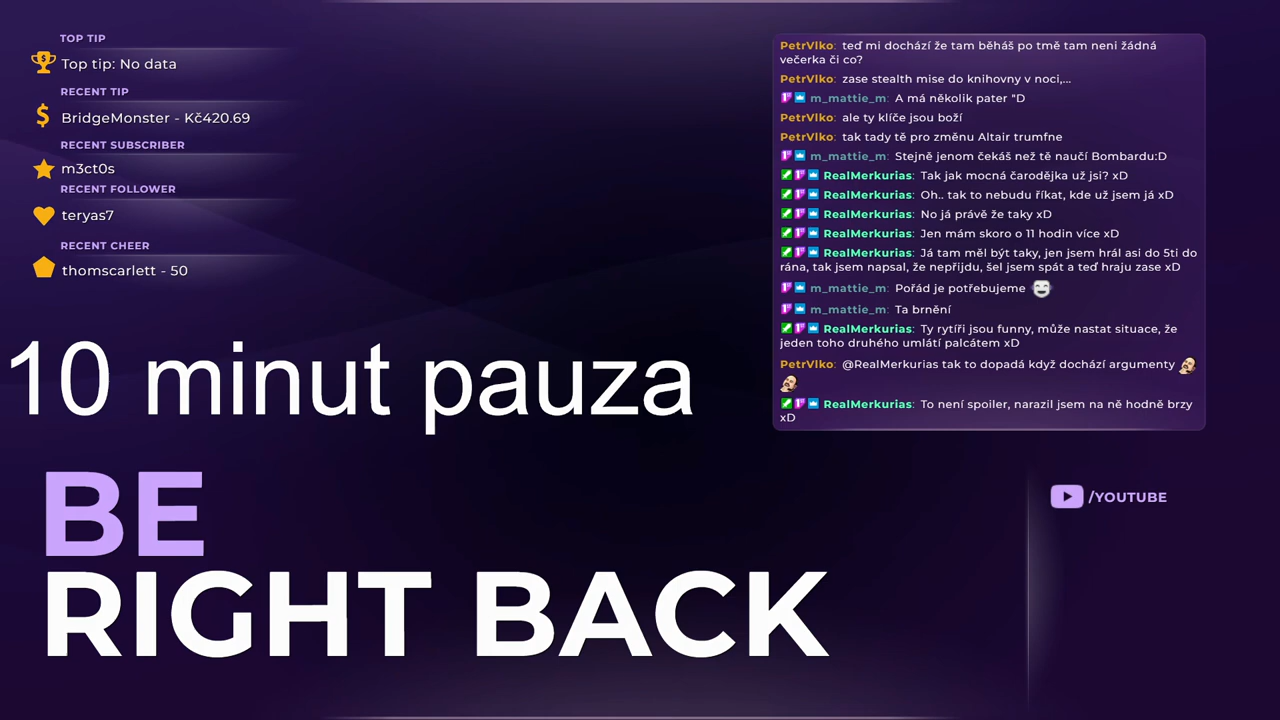 TOP TIP
Top tip: No data
RECENT TIP
BridgeMonster - Kč420.69
RECENT SUBSCRIBER
m3ct0s
RECENT FOLLOWER
teryas7
RECENT CHEER
thomscarlett - 50
10 minut pauza
BE
RIGHT BACK
PetrVlko: teď mi dochází že tam běháš po tmě tam neni žádná
večerka či co?
PetrVlko: zase stealth mise do knihovny v noci,...
m_mattie_m: A má několik pater "D
PetrVlko: ale ty klíče jsou boží
PetrVlko: tak tady tě pro změnu Altair trumfne
m_mattie_m: Stejně jenom čekáš než tě naučí Bombardu:D
RealMerkurias: Tak jak mocná čarodějka už jsi? xD
RealMerkurias: Oh.. tak to nebudu říkat, kde už jsem já xD
RealMerkurias: No já právě že taky xD
RealMerkurias: Jen mám skoro o 11 hodin více xD
RealMerkurias: Já tam měl být taky, jen jsem hrál asi do 5ti do
rána, tak jsem napsal, že nepřijdu, šel jsem spát a teď hraju zase xD
m_mattie_m: Pořád je potřebujeme
m_mattie_m: Ta brnění
RealMerkurias: Ty rytíři jsou funny, může nastat situace, že
jeden toho druhého umlátí palcátem xD
PetrVlko: @RealMerkurias tak to dopadá když dochází argumenty
RealMerkurias: To není spoiler, narazil jsem na ně hodně brzy
xD
/YOUTUBE